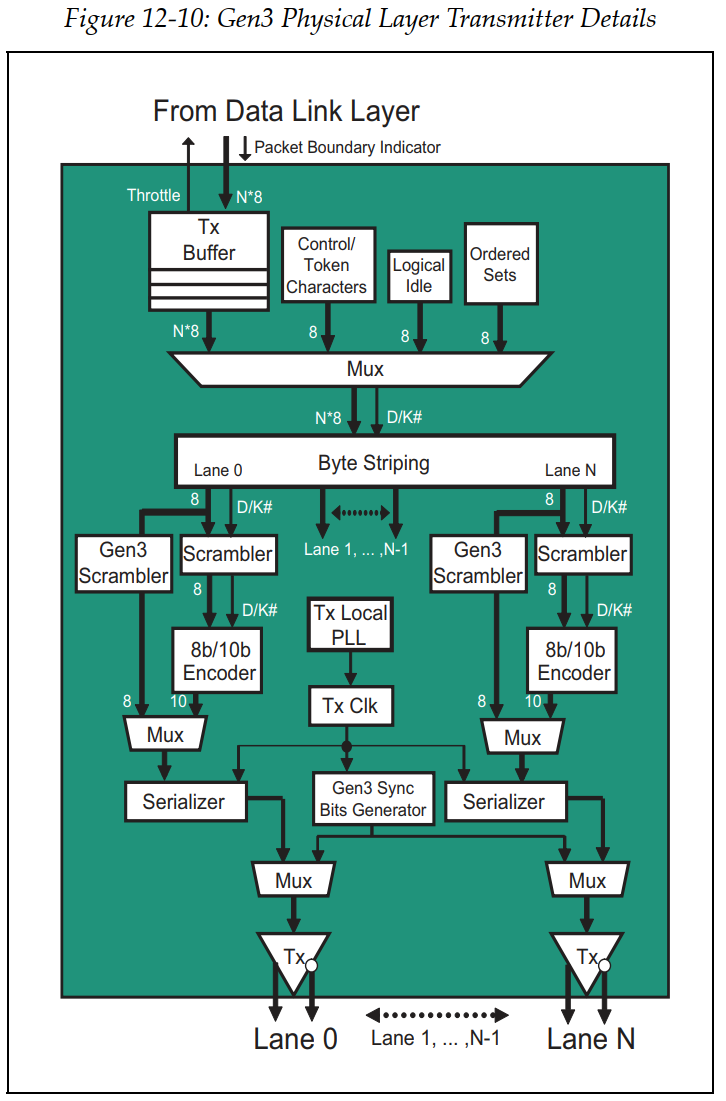 Figure 12-10: Gen3 Physical Layer Transmitter Details
From Data Link Layer
Packet Boundary Indicator
Throttle
N*8
Tx
Buffer
Control/
Token
Characters
Logical
Idle
Ordered
Sets
N*8
8
8
8
Mux
N*8
D/K#
Byte Striping
Lane 0
Lane N
8
D/K#
8
D/K#
Lane 1, ... ,N-1
Gen3
Scrambler
Scrambler
Gen3
Scrambler
Scrambler
8
D/K#
8
D/K#
Tx Local
PLL
8b/10b
Encoder
8b/10b
Encoder
Tx Clk
8
10
8
10
Mux
Mux
Serializer
Gen3 Sync
Bits Generator
Serializer
Mux
Mux
Tx
Tx
Lane 0
Lane 1, ... ,N-1
Lane N